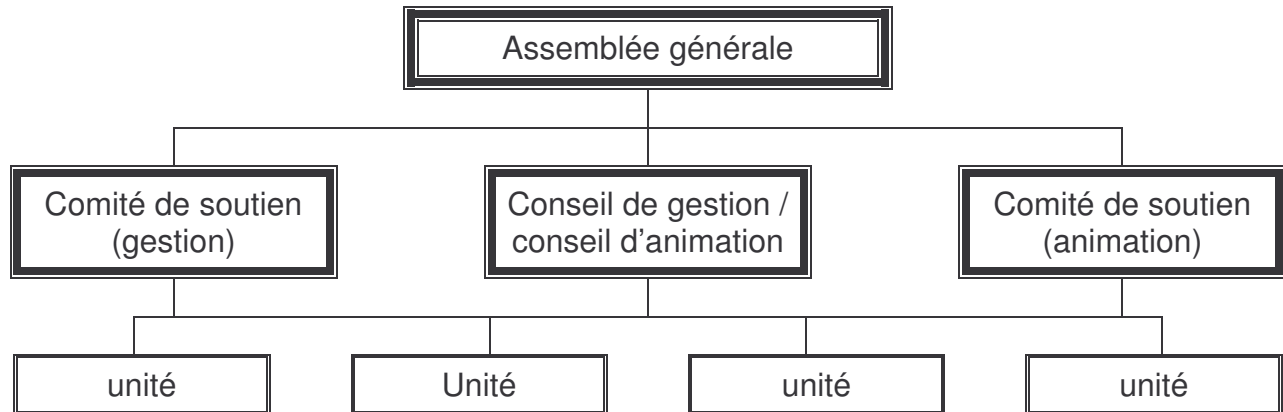 Assemblée générale
Comité de soutien
(gestion)
Conseil de gestion /
conseil d’animation
Comité de soutien
(animation)
unité
Unité
unité
unité